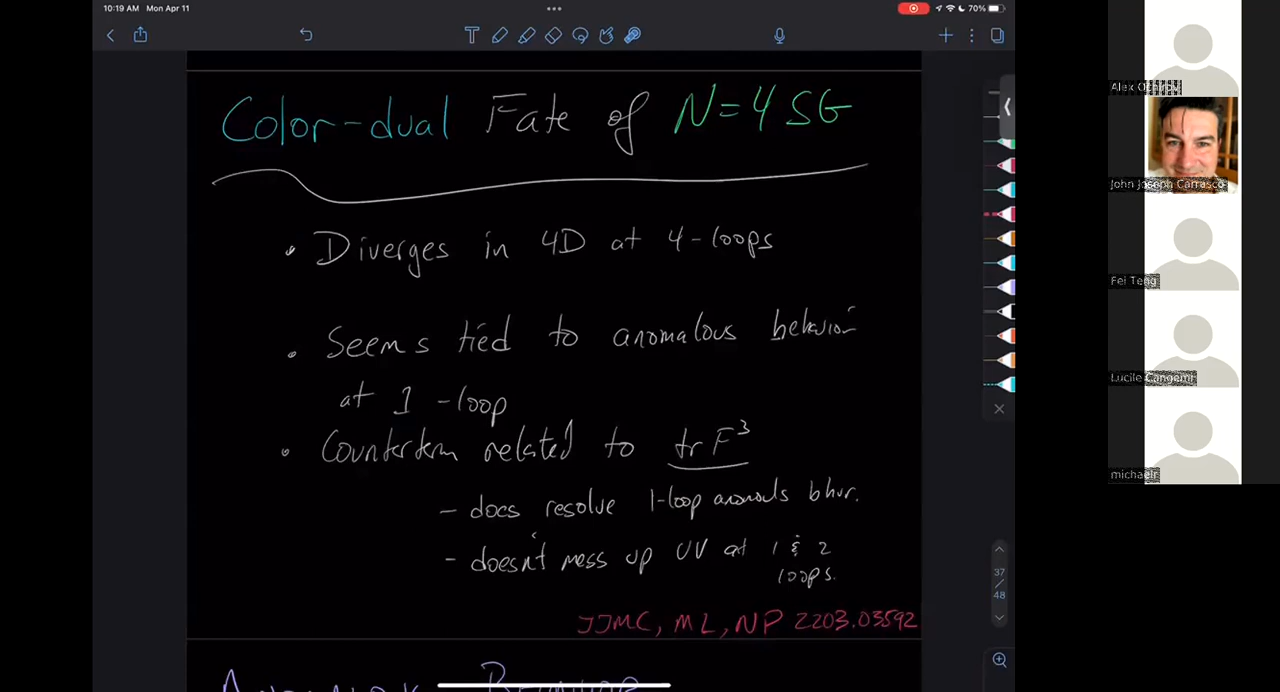 10:19 AM Mon Apr 11
70%
Color-dual Fate of N=4 SG
• Diverges in 4D at 4-loops
• Seems tied to anomalous behavior
at 1-loop
• Counterterm related to tr F³
- does resolve 1-loop anomals bhvr.
- doesn't mess up UV at 1 & 2
loops.
JJMC, ML, NP 2203.03592
37
/
48
Alex Ochirov
John Joseph Carrasco
Fei Teng
Lucile Cangemi
michaelr